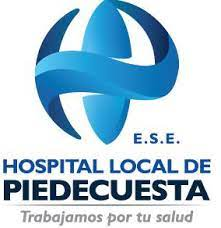 E.S.E.
HOSPITAL LOCAL DE
PIEDECUESTA
Trabajamos por tu salud